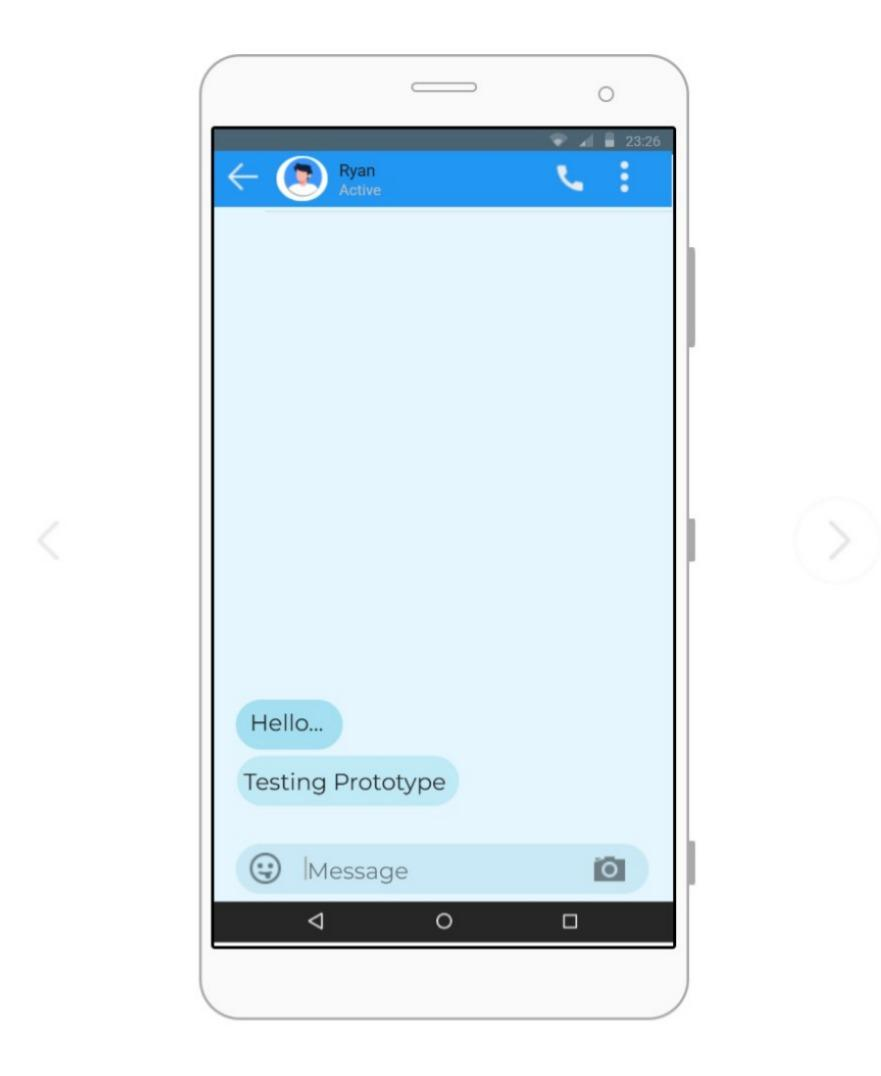 23:26
Ryan
Active
Hello...
Testing Prototype
Message